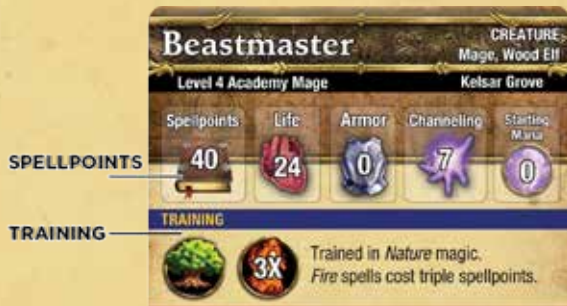 Beastmaster
CREATURE
Mage, Wood Elf
Level 4 Academy Mage
Kelsar Grove
Spellpoints
Life
Armor
Channeling
Starting
Mana
SPELLPOINTS
40
24
0
7
0
TRAINING
TRAINING
3X
Trained in Nature magic.
Fire spells cost triple spellpoints.